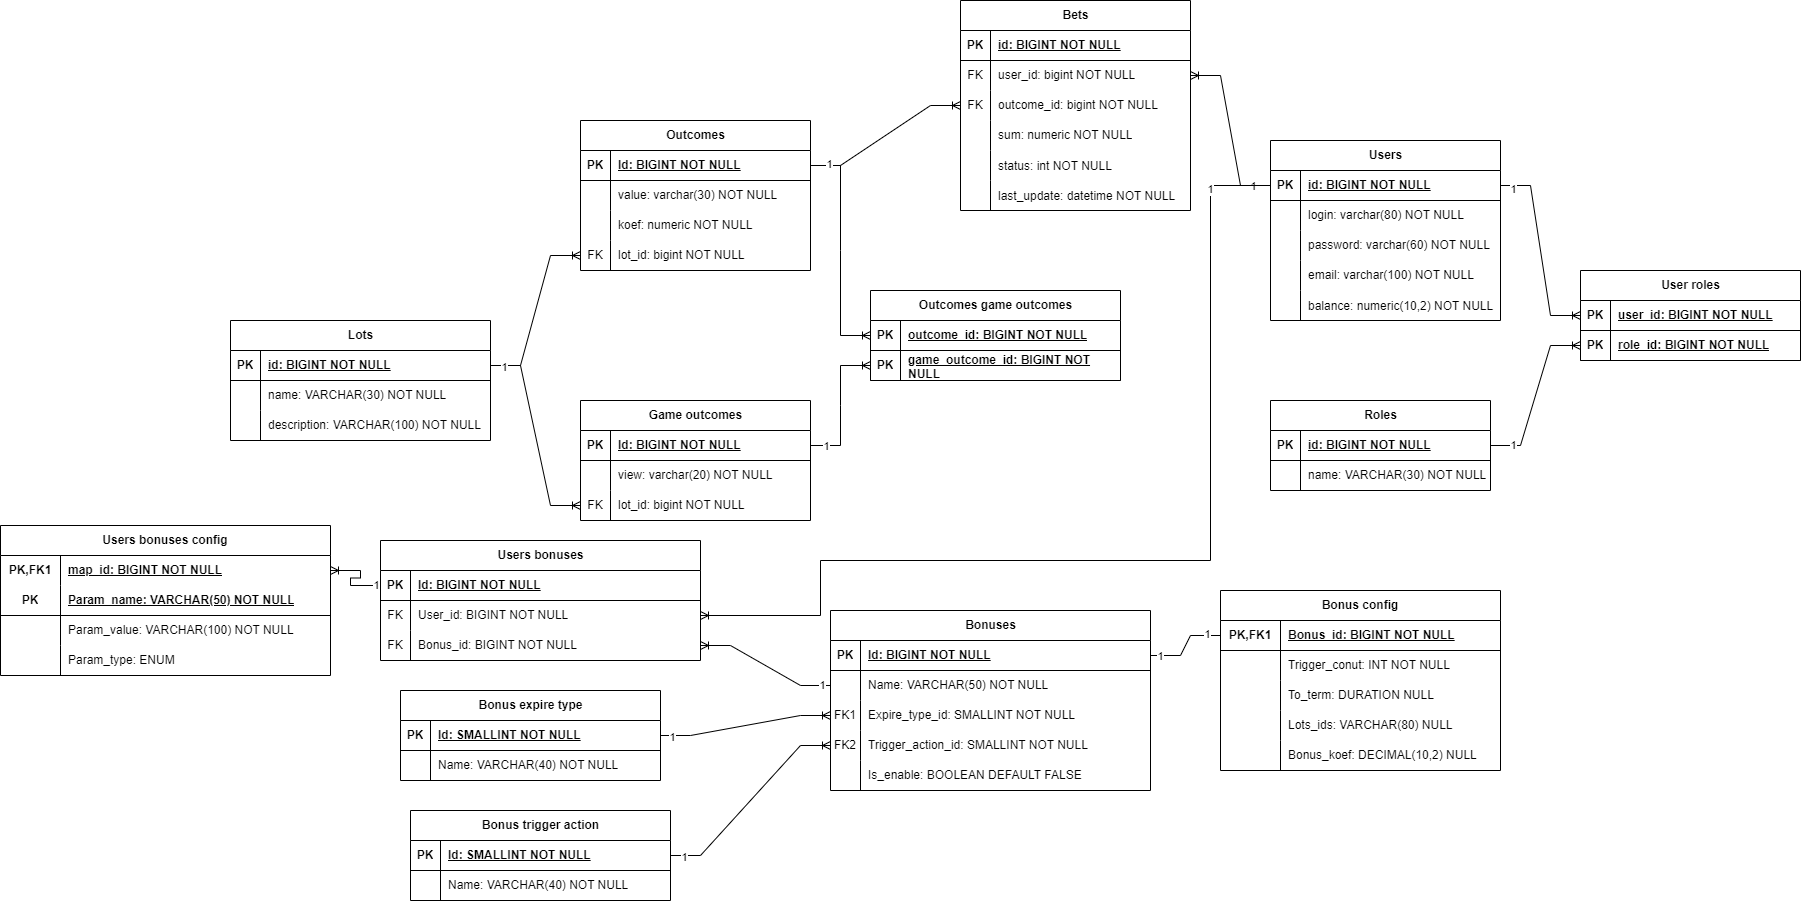 Bets
PK id: BIGINT NOT NULL
FK user_id: bigint NOT NULL
FK outcome_id: bigint NOT NULL
sum: numeric NOT NULL
status: int NOT NULL
last_update: datetime NOT NULL
Outcomes
PK Id: BIGINT NOT NULL
value: varchar(30) NOT NULL
koef: numeric NOT NULL
FK lot_id: bigint NOT NULL
1
1
1
Users
PK id: BIGINT NOT NULL
login: varchar(80) NOT NULL
password: varchar(60) NOT NULL
email: varchar(100) NOT NULL
balance: numeric(10,2) NOT NULL
1
User roles
PK user_id: BIGINT NOT NULL
PK role_id: BIGINT NOT NULL
Outcomes game outcomes
PK outcome_id: BIGINT NOT NULL
PK game_outcome_id: BIGINT NOT
NULL
Lots
PK id: BIGINT NOT NULL
name: VARCHAR(30) NOT NULL
description: VARCHAR(100) NOT NULL
1
Game outcomes
PK Id: BIGINT NOT NULL
view: varchar(20) NOT NULL
FK lot_id: bigint NOT NULL
1
Roles
PK id: BIGINT NOT NULL
name: VARCHAR(30) NOT NULL
1
Users bonuses config
PK,FK1 map_id: BIGINT NOT NULL
PK Param_name: VARCHAR(50) NOT NULL
Param_value: VARCHAR(100) NOT NULL
Param_type: ENUM
1
Users bonuses
PK Id: BIGINT NOT NULL
FK User_id: BIGINT NOT NULL
FK Bonus_id: BIGINT NOT NULL
1
Bonuses
PK Id: BIGINT NOT NULL
Name: VARCHAR(50) NOT NULL
FK1 Expire_type_id: SMALLINT NOT NULL
FK2 Trigger_action_id: SMALLINT NOT NULL
Is_enable: BOOLEAN DEFAULT FALSE
1
1
Bonus config
PK,FK1 Bonus_id: BIGINT NOT NULL
Trigger_conut: INT NOT NULL
To_term: DURATION NULL
Lots_ids: VARCHAR(80) NULL
Bonus_koef: DECIMAL(10,2) NULL
Bonus expire type
PK Id: SMALLINT NOT NULL
Name: VARCHAR(40) NOT NULL
1
Bonus trigger action
PK Id: SMALLINT NOT NULL
Name: VARCHAR(40) NOT NULL
1